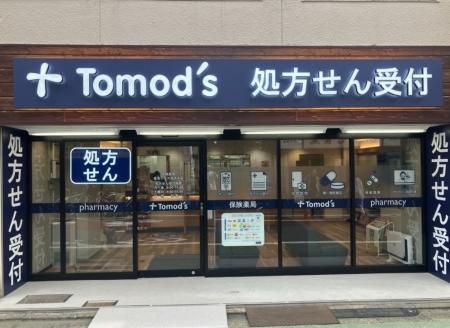 Tomod's 処方せん受付
処方せん受付
処方
せん
pharmacy
Tomod's
保険薬局
Tomod's
pharmacy
処方せん受付